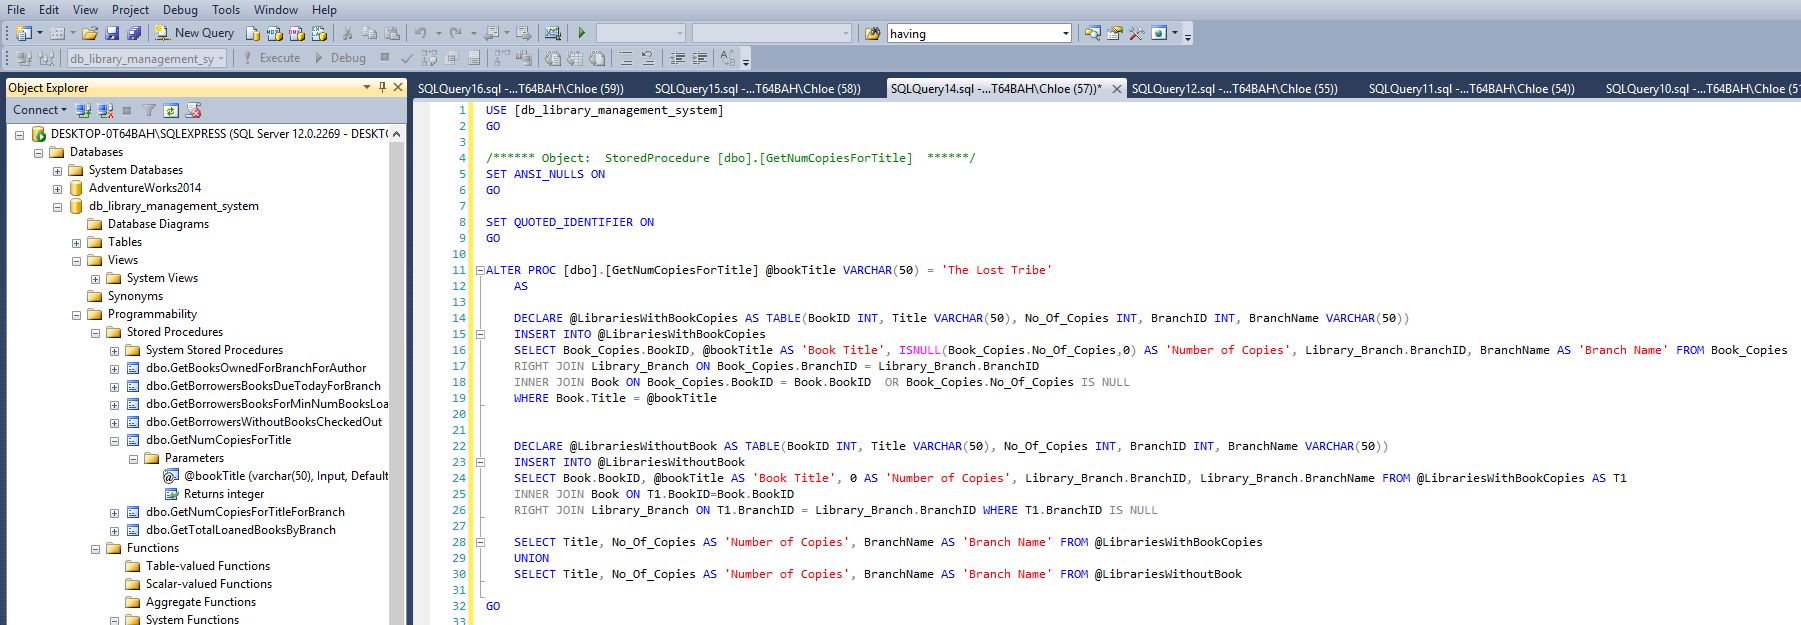 File Edit View Project Debug Tools Window Help
New Query
having
db_library_management_sy
Execute
Debug
Object Explorer
Connect
DESKTOP-0T64BAH\SQLEXPRESS (SQL Server 12.0.2269 - DESKT
Databases
System Databases
AdventureWorks2014
db_library_management_system
Database Diagrams
Tables
Views
System Views
Synonyms
Programmability
Stored Procedures
System Stored Procedures
dbo.GetBooksOwnedForBranchForAuthor
dbo.GetBorrowersBooksDueTodayForBranch
dbo.GetBorrowersBooksForMinNumBooksLoa
dbo.GetBorrowersWithoutBooksCheckedOut
dbo.GetNumCopiesForTitle
Parameters
@bookTitle (varchar(50), Input, Default
Returns integer
dbo.GetNumCopiesForTitleForBranch
dbo.GetTotalLoanedBooksByBranch
Functions
Table-valued Functions
Scalar-valued Functions
Aggregate Functions
System Functions
SQLQuery16.sql -...T64BAH\Chloe (59)) SQLQuery15.sql -...T64BAH\Chloe (58)) SQLQuery14.sql -...T64BAH\Chloe (57))* SQLQuery12.sql -...T64BAH\Chloe (55)) SQLQuery11.sql -...T64BAH\Chloe (54)) SQLQuery10.sql -...T64BAH\Chloe (5
1 USE [db_library_management_system]
2 GO
3
4 /****** Object:  StoredProcedure [dbo].[GetNumCopiesForTitle]  ******/
5 SET ANSI_NULLS ON
6 GO
7
8 SET QUOTED_IDENTIFIER ON
9 GO
10
11 ALTER PROC [dbo].[GetNumCopiesForTitle] @bookTitle VARCHAR(50) = 'The Lost Tribe'
12 AS
13
14 DECLARE @LibrariesWithBookCopies AS TABLE(BookID INT, Title VARCHAR(50), No_Of_Copies INT, BranchID INT, BranchName VARCHAR(50))
15 INSERT INTO @LibrariesWithBookCopies
16 SELECT Book_Copies.BookID, @bookTitle AS 'Book Title', ISNULL(Book_Copies.No_Of_Copies,0) AS 'Number of Copies', Library_Branch.BranchID, BranchName AS 'Branch Name' FROM Book_Copies
17 RIGHT JOIN Library_Branch ON Book_Copies.BranchID = Library_Branch.BranchID
18 INNER JOIN Book ON Book_Copies.BookID = Book.BookID  OR Book_Copies.No_Of_Copies IS NULL
19 WHERE Book.Title = @bookTitle
20
21
22 DECLARE @LibrariesWithoutBook AS TABLE(BookID INT, Title VARCHAR(50), No_Of_Copies INT, BranchID INT, BranchName VARCHAR(50))
23 INSERT INTO @LibrariesWithoutBook
24 SELECT Book.BookID, @bookTitle AS 'Book Title', 0 AS 'Number of Copies', Library_Branch.BranchID, Library_Branch.BranchName FROM @LibrariesWithBookCopies AS T1
25 INNER JOIN Book ON T1.BookID=Book.BookID
26 RIGHT JOIN Library_Branch ON T1.BranchID = Library_Branch.BranchID WHERE T1.BranchID IS NULL
27
28 SELECT Title, No_Of_Copies AS 'Number of Copies', BranchName AS 'Branch Name' FROM @LibrariesWithBookCopies
29 UNION
30 SELECT Title, No_Of_Copies AS 'Number of Copies', BranchName AS 'Branch Name' FROM @LibrariesWithoutBook
31
32 GO
33